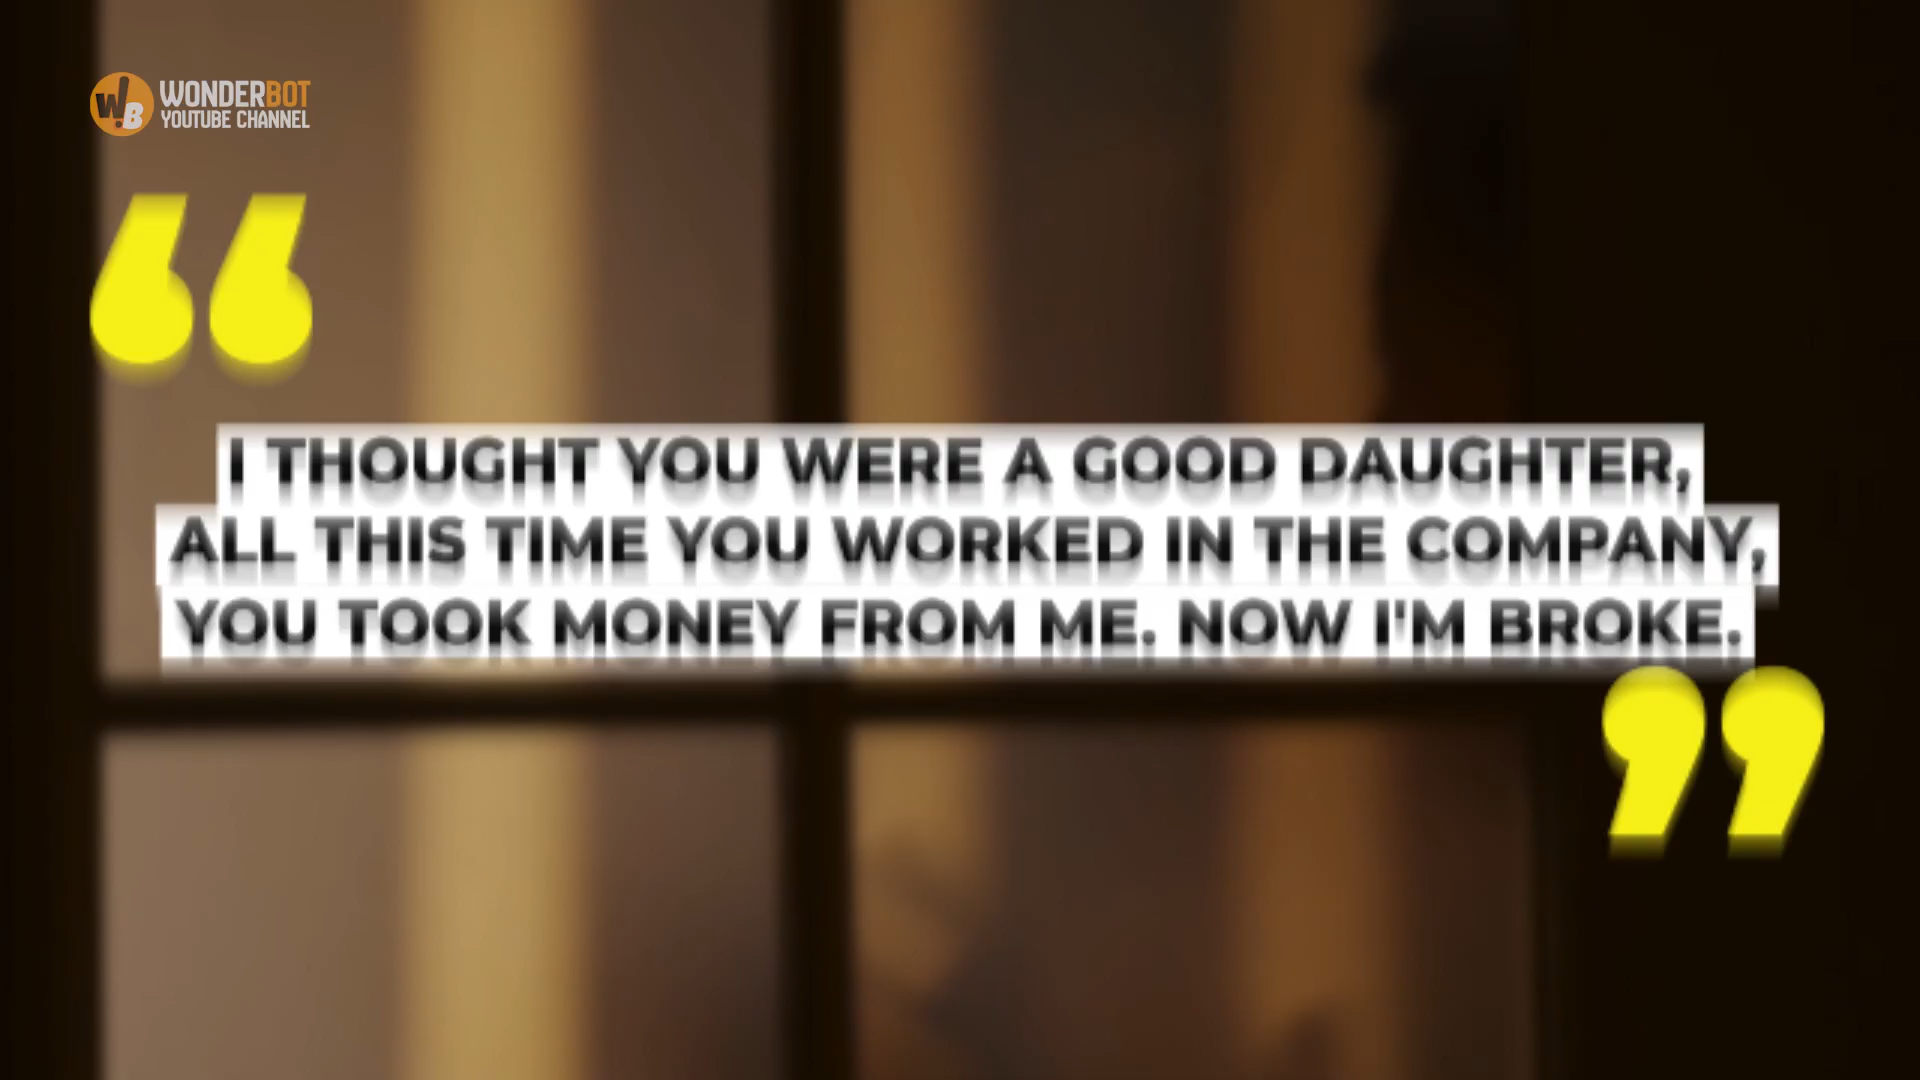 W!B WONDERBOT
YOUTUBE CHANNEL
“
I THOUGHT YOU WERE A GOOD DAUGHTER,
ALL THIS TIME YOU WORKED IN THE COMPANY,
YOU TOOK MONEY FROM ME. NOW I'M BROKE.
”